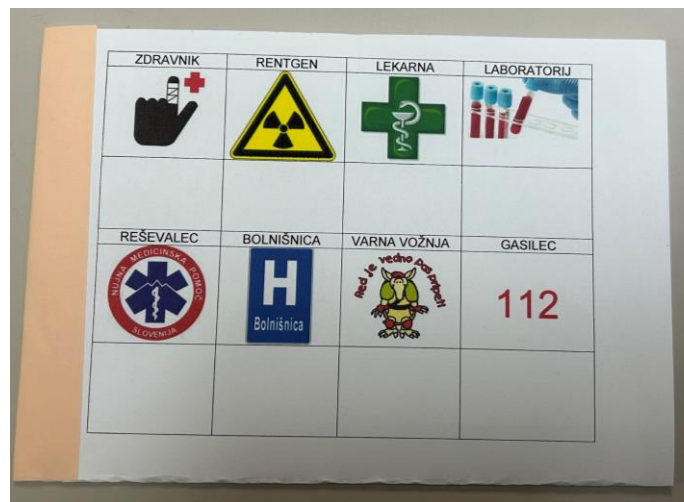 ZDRAVNIK RENTGEN LEKARNA LABORATORIJ
REŠEVALEC BOLNIŠNICA VARNA VOŽNJA GASILEC
NUJNA MEDICINSKA POMOČ
SLOVENIJA
H
Bolnišnica
Red je vedno pas pripet!
112